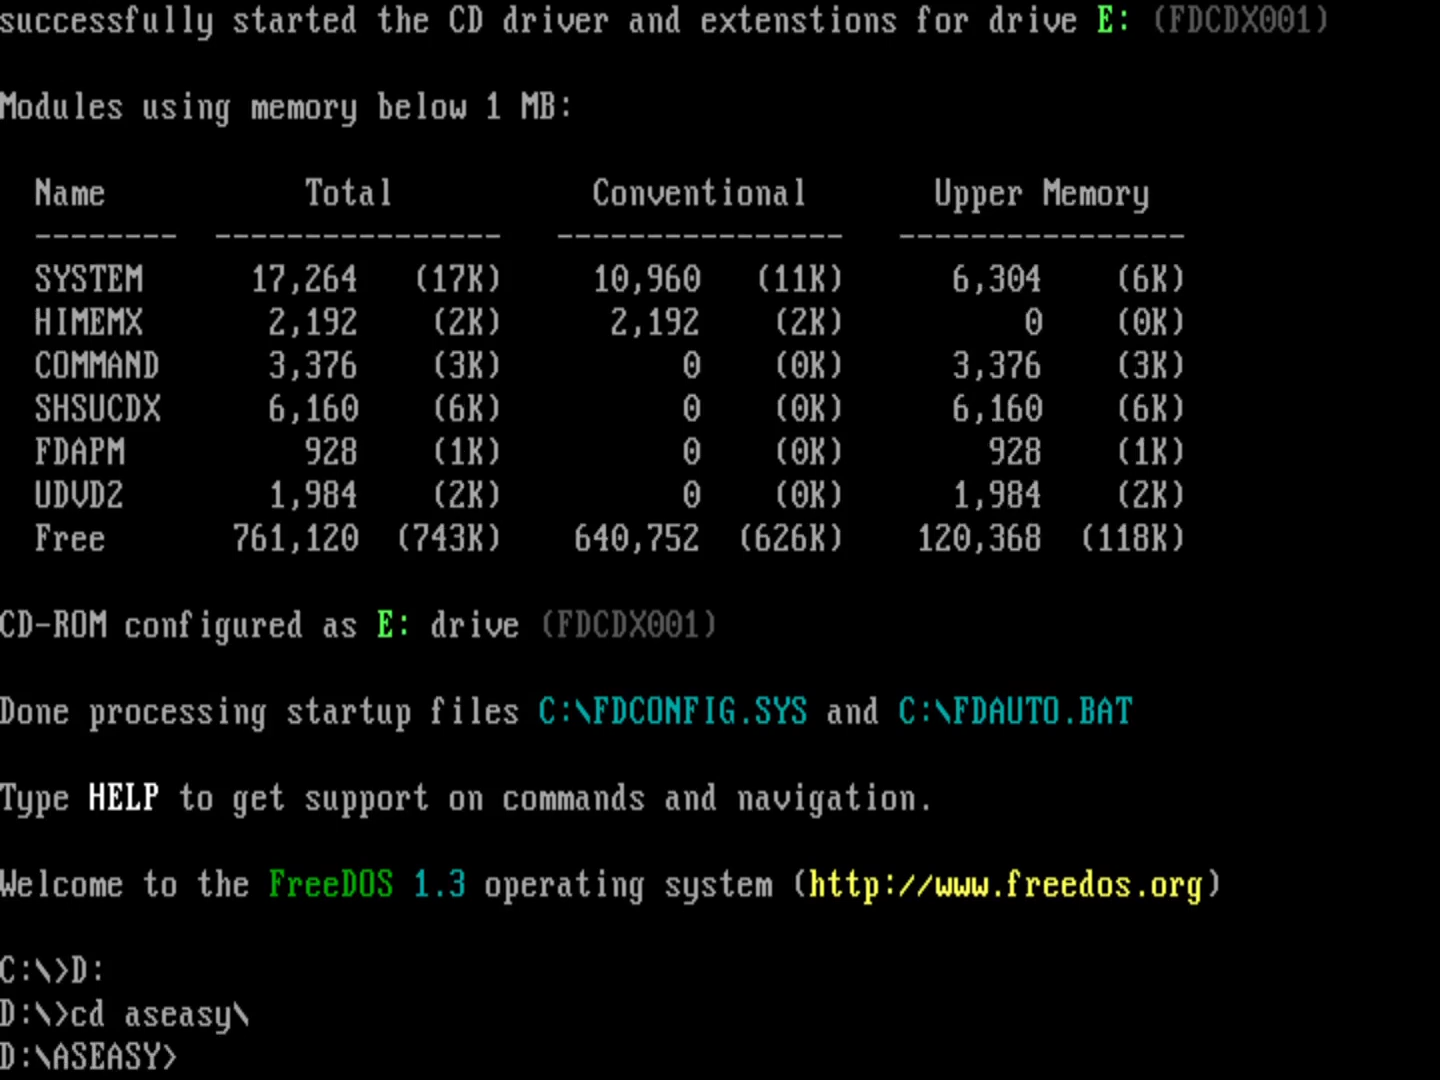 successfully started the CD driver and extenstions for drive E: (FDCDX001)
Modules using memory below 1 MB:
Name Total Conventional Upper Memory
-------- ---------------- ---------------- ----------------
SYSTEM 17,264 (17K) 10,960 (11K) 6,304 (6K)
HIMEMX 2,192 (2K) 2,192 (2K) 0 (0K)
COMMAND 3,376 (3K) 0 (0K) 3,376 (3K)
SHSUCDX 6,160 (6K) 0 (0K) 6,160 (6K)
FDAPM 928 (1K) 0 (0K) 928 (1K)
UDVD2 1,984 (2K) 0 (0K) 1,984 (2K)
Free 761,120 (743K) 640,752 (626K) 120,368 (118K)
CD-ROM configured as E: drive (FDCDX001)
Done processing startup files C:\FDCONFIG.SYS and C:\FDAUTO.BAT
Type HELP to get support on commands and navigation.
Welcome to the FreeDOS 1.3 operating system (http://www.freedos.org)
C:\>D:
D:\>cd aseasy\
D:\ASEASY>